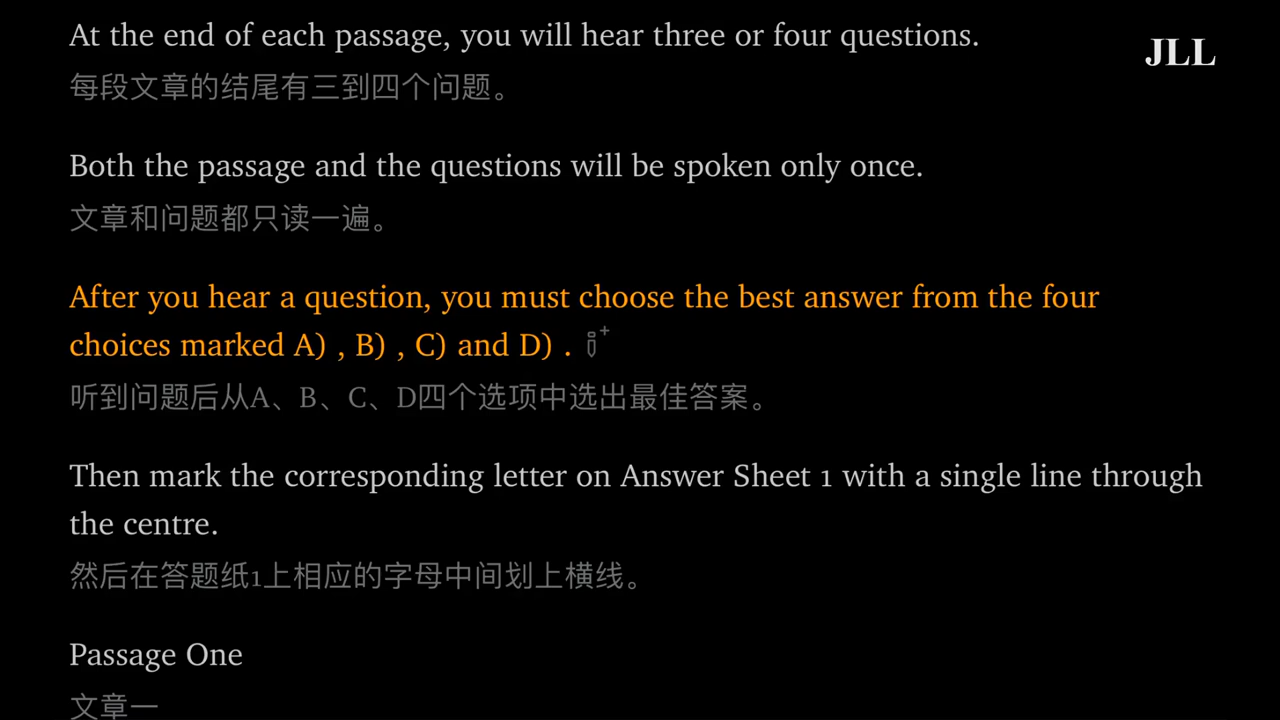 At the end of each passage, you will hear three or four questions.
JLL
每段文章的结尾有三到四个问题。
Both the passage and the questions will be spoken only once.
文章和问题都只读一遍。
After you hear a question, you must choose the best answer from the four
choices marked A) , B) , C) and D) .
听到问题后从A、B、C、D四个选项中选出最佳答案。
Then mark the corresponding letter on Answer Sheet 1 with a single line through
the centre.
然后在答题纸1上相应的字母中间划上横线。
Passage One
文章一